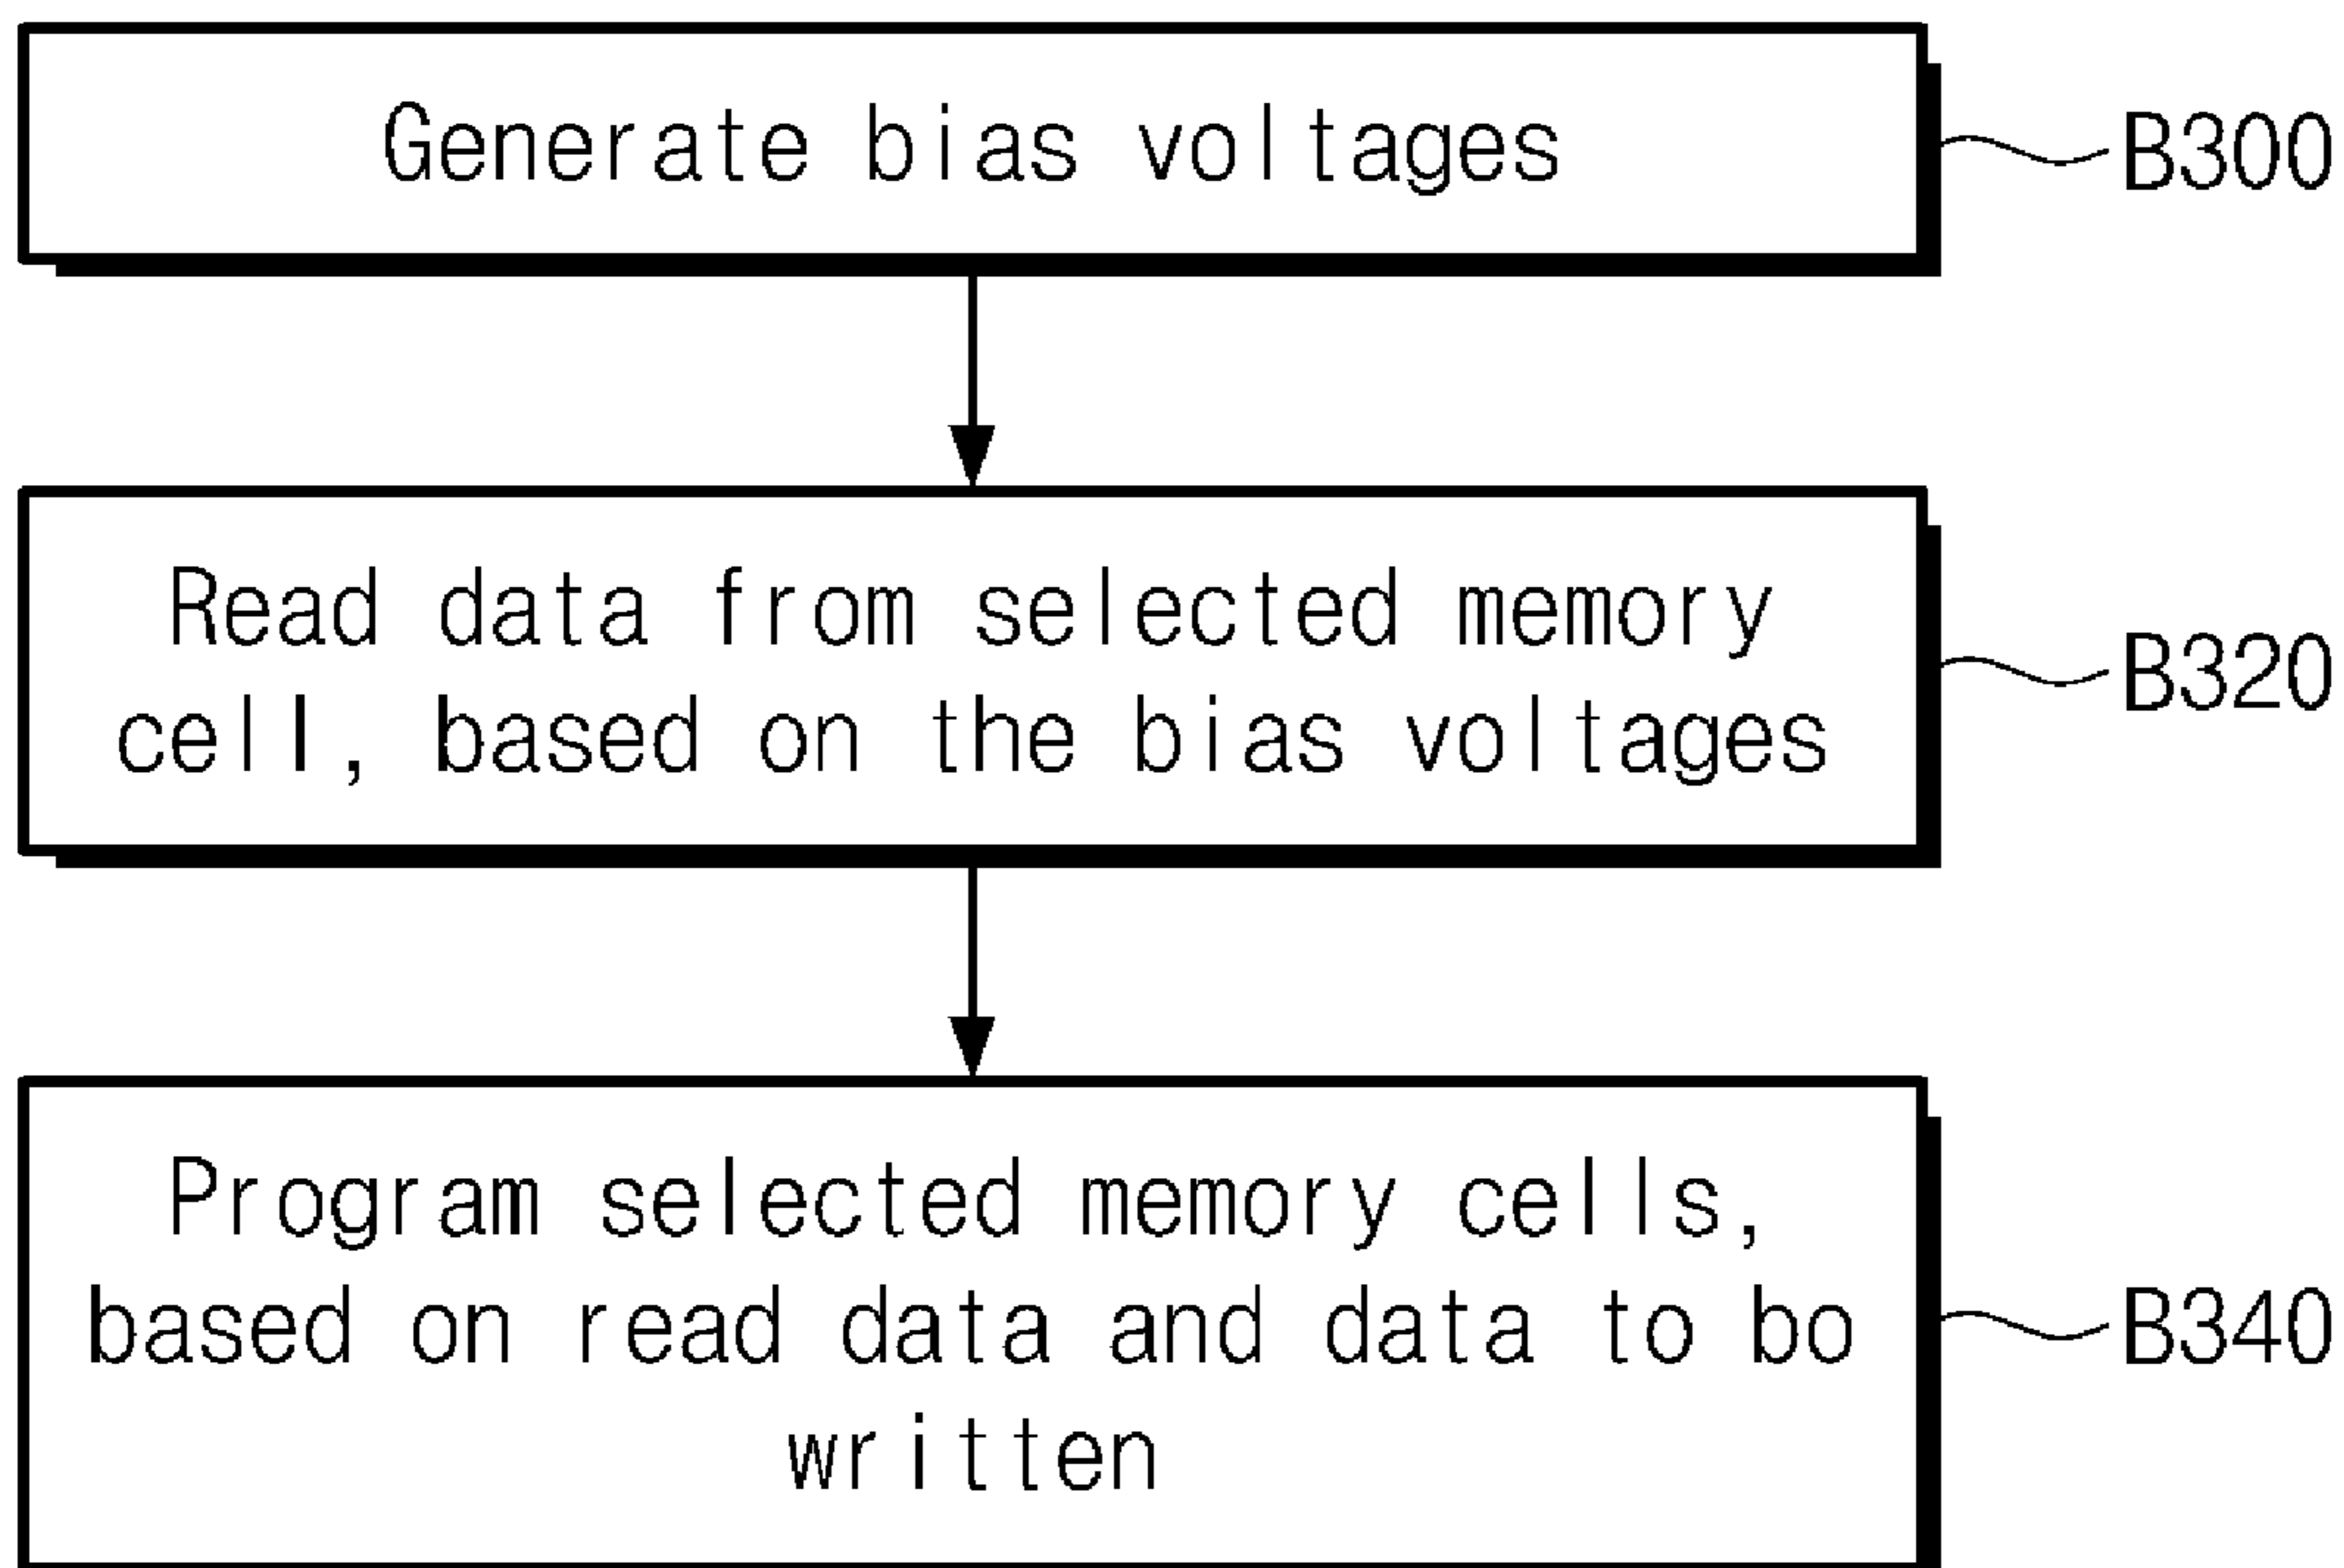 Generate bias voltages
B300
Read data from selected memory
cell, based on the bias voltages
B320
Program selected memory cells,
based on read data and data to bo
written
B340